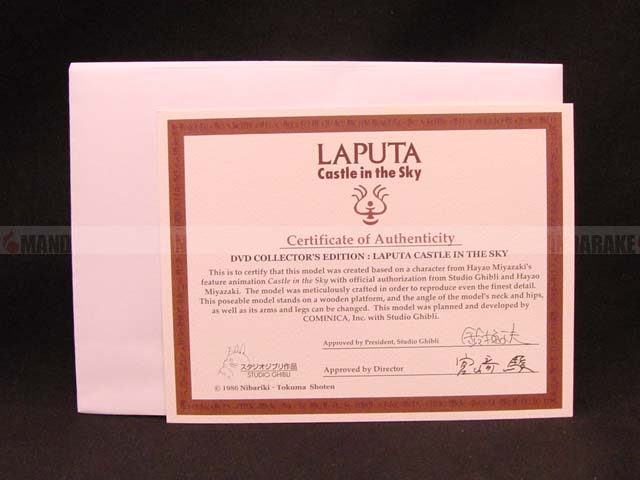 LAPUTA
Castle in the Sky
Certificate of Authenticity
DVD COLLECTOR'S EDITION : LAPUTA CASTLE IN THE SKY
This is to certify that this model was created based on a character from Hayao Miyazaki's
feature animation Castle in the Sky with official authorization from Studio Ghibli and Hayao
Miyazaki. The model was meticulously crafted in order to reproduce even the finest detail.
This poseable model stands on a wooden platform, and the angle of the model's neck and hips,
as well as its arms and legs can be changed. This was planned and developed by
COMINICA, Inc. with Studio Ghibli.
Approved by President, Studio Ghibli
スタジオジブリ作品
STUDIO GHIBLI
Approved by Director 宮崎 駿
© 1986 Nibariki · Tokuma Shoten
MAND
DARAKE